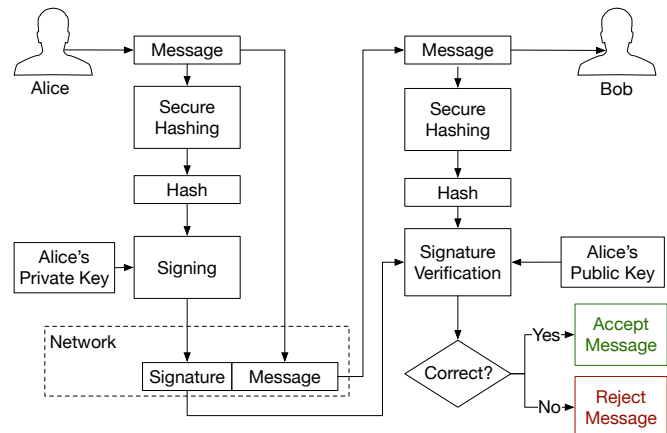 Alice
Message
Secure
Hashing
Hash
Alice's
Private Key
Signing
Network
Signature
Message
Message
Bob
Secure
Hashing
Hash
Signature
Verification
Alice's
Public Key
Correct?
Yes
Accept
Message
No
Reject
Message